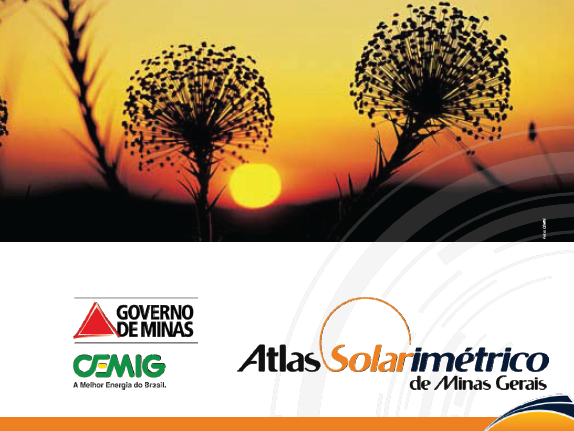 GOVERNO
DE MINAS
CEMIG
A Melhor Energia do Brasil.
Atlas Solarimétrico
de Minas Gerais